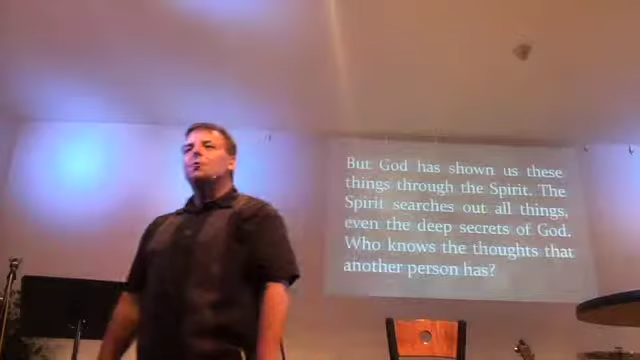 But God has shown us these
things through the Spirit. The
Spirit searches out all things,
even the deep secrets of God.
Who knows the thoughts that
another person has?